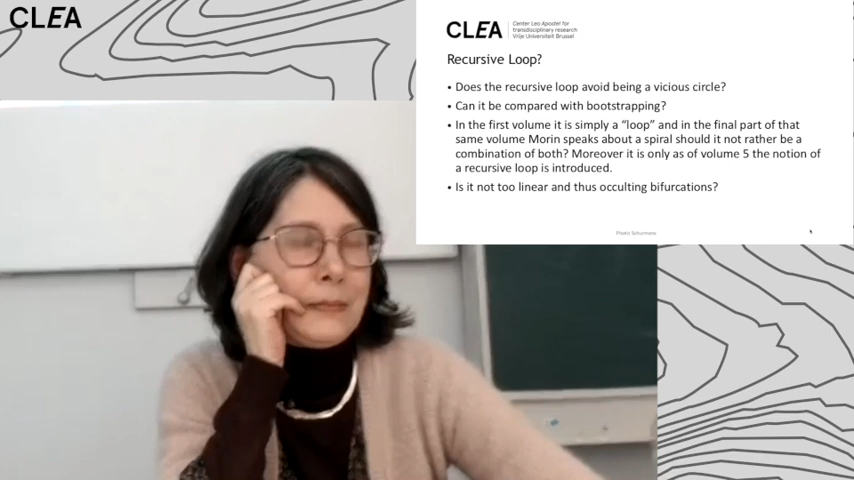 CLEA
CLEA
Center Leo Apostel for
transdisciplinary research
Vrije Universiteit Brussel
Recursive Loop?
• Does the recursive loop avoid being a vicious circle?
• Can it be compared with bootstrapping?
• In the first volume it is simply a “loop” and in the final part of that
same volume Morin speaks about a spiral should it not rather be a
combination of both? Moreover it is only as of volume 5 the notion of
a recursive loop is introduced.
• Is it not too linear and thus occulting bifurcations?